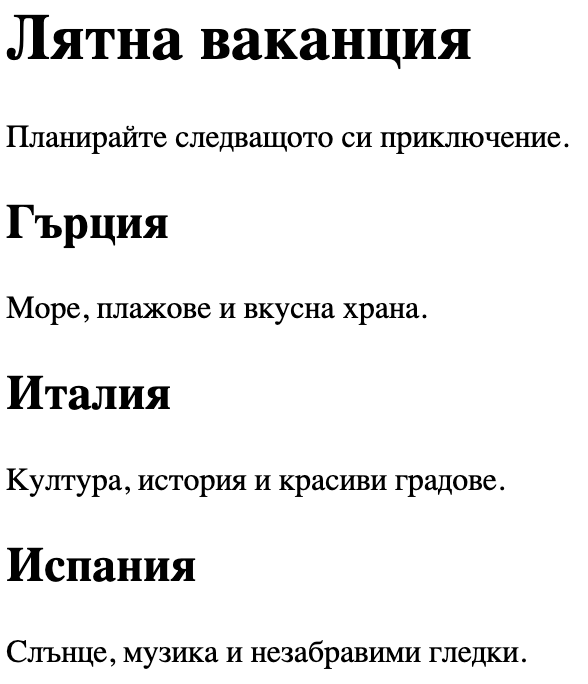 Лятна ваканция
Планирайте следващото си приключение.
Гърция
Море, плажове и вкусна храна.
Италия
Култура, история и красиви градове.
Испания
Слънце, музика и незабравими гледки.